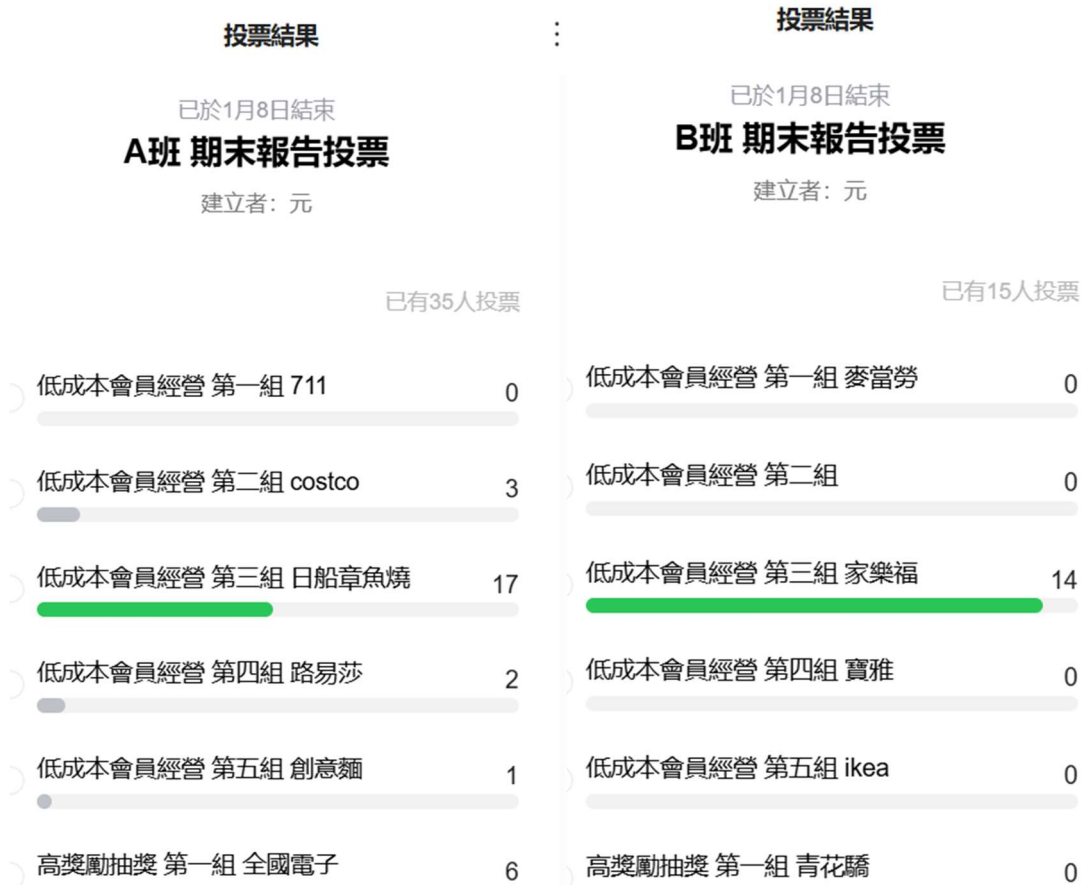 投票結果
已於1月8日結束
A班 期末報告投票
建立者：元
已有35人投票
低成本會員經營 第一組 711
0
低成本會員經營 第二組 costco
3
低成本會員經營 第三組 日船章魚燒
17
低成本會員經營 第四組 路易莎
2
低成本會員經營 第五組 創意麵
1
高獎勵抽獎 第一組 全國電子
6
投票結果
已於1月8日結束
B班 期末報告投票
建立者：元
已有15人投票
低成本會員經營 第一組 麥當勞
0
低成本會員經營 第二組
0
低成本會員經營 第三組 家樂福
14
低成本會員經營 第四組 寶雅
0
低成本會員經營 第五組 ikea
0
高獎勵抽獎 第一組 青花驕
0